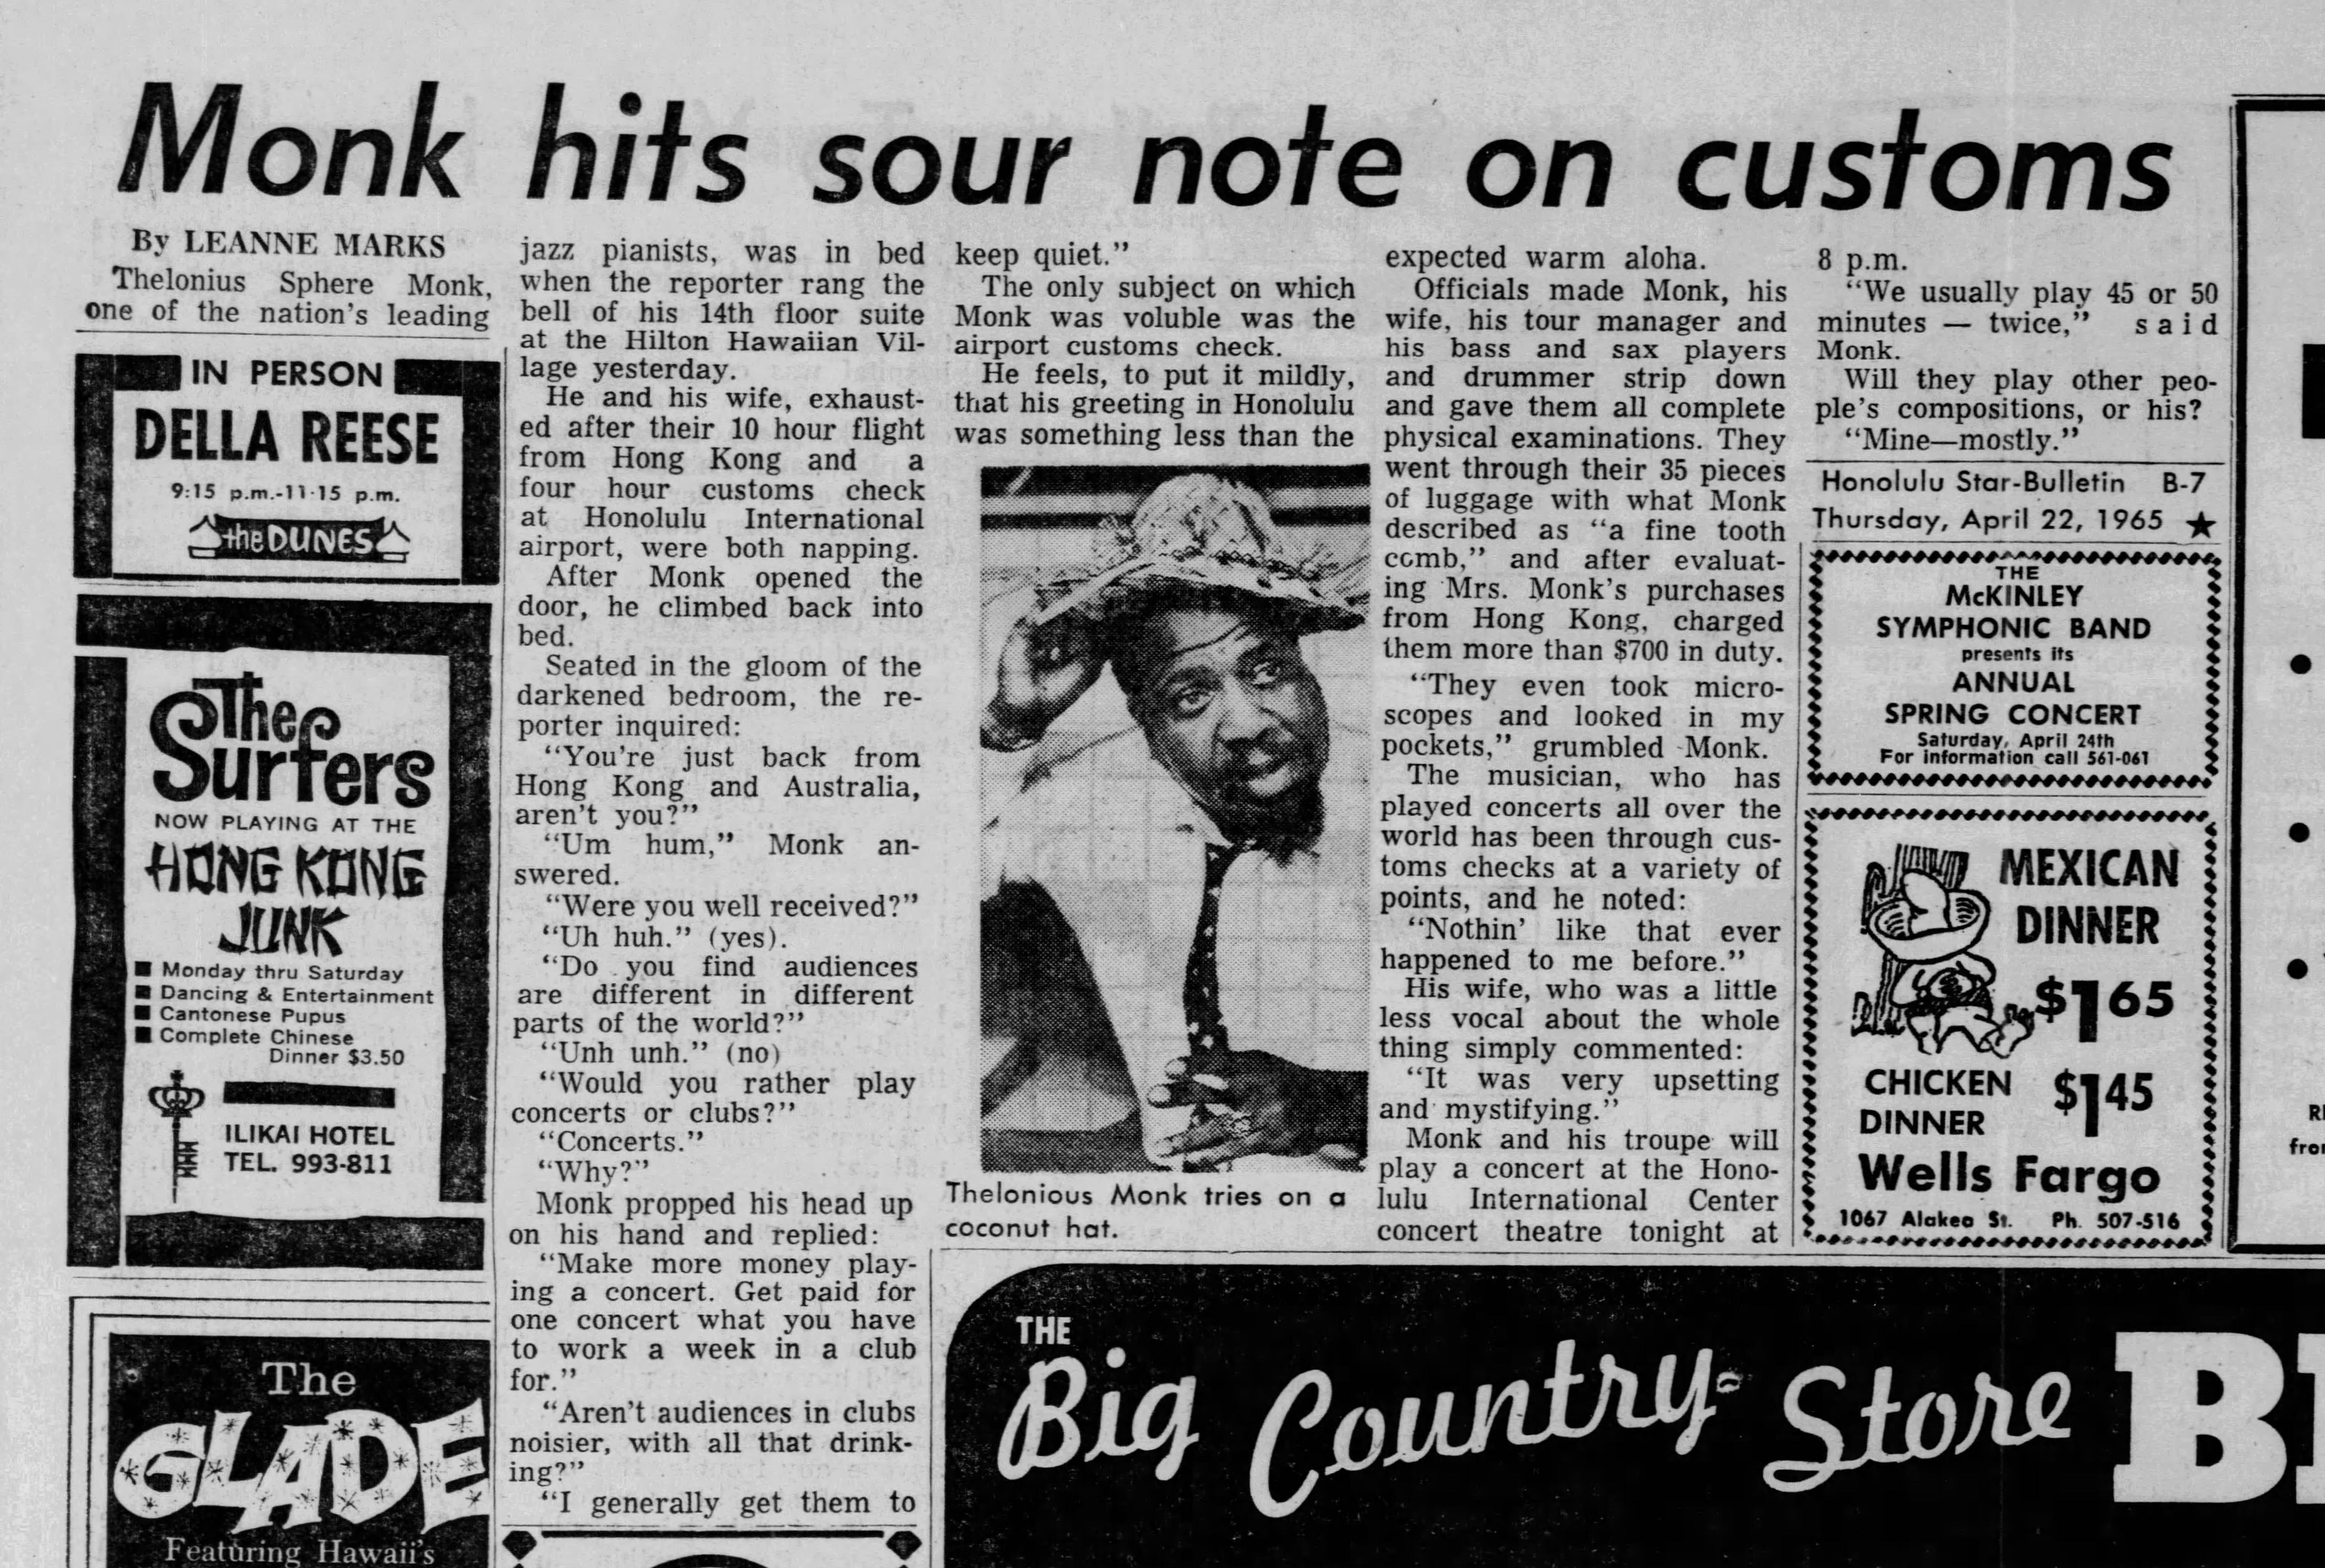 Monk hits sour note on customs
By LEANNE MARKS
Thelonius Sphere Monk,
one of the nation's leading
jazz pianists, was in bed
when the reporter rang the
bell of his 14th floor suite
at the Hilton Hawaiian Vil-
lage yesterday.
He and his wife, exhaust-
ed after their 10 hour flight
from Hong Kong and a
four hour customs check
at Honolulu International
airport, were both napping.
After Monk opened the
door, he climbed back into
bed.
Seated in the gloom of the
darkened bedroom, the re-
porter inquired:
"You're just back from
Hong Kong and Australia,
aren't you?"
"Um hum," Monk an-
swered.
"Were you well received?"
"Uh huh." (yes).
"Do you find audiences
are different in different
parts of the world?"
"Unh unh." (no)
"Would you rather play
concerts or clubs?"
"Concerts."
"Why?"
Monk propped his head up
on his hand and replied:
"Make more money play-
ing a concert. Get paid for
one concert what you have
to work a week in a club
for."
"Aren't audiences in clubs
noisier, with all that drink-
ing?"
"I generally get them to
keep quiet."
The only subject on which
Monk was voluble was the
airport customs check.
He feels, to put it mildly,
that his greeting in Honolulu
was something less than the
expected warm aloha.
Officials made Monk, his
wife, his tour manager and
his bass and sax players
and drummer strip down
and gave them all complete
physical examinations. They
went through their 35 pieces
of luggage with what Monk
described as "a fine tooth
comb," and after evaluat-
ing Mrs. Monk's purchases
from Hong Kong, charged
them more than $700 in duty.
"They even took micro-
scopes and looked in my
pockets," grumbled Monk.
The musician, who has
played concerts all over the
world has been through cus-
toms checks at a variety of
points, and he noted:
"Nothin' like that ever
happened to me before."
His wife, who was a little
less vocal about the whole
thing simply commented:
"It was very upsetting
and mystifying."
Monk and his troupe will
play a concert at the Hono-
lulu International Center
concert theatre tonight at
8 p.m.
"We usually play 45 or 50
minutes — twice," said
Monk.
Will they play other peo-
ple's compositions, or his?
"Mine—mostly."
Thelonious Monk tries on a
coconut hat.
Honolulu Star-Bulletin B-7
Thursday, April 22, 1965 ★
IN PERSON
DELLA REESE
9:15 p.m.-11:15 p.m.
the DUNES
The
Surfers
NOW PLAYING AT THE
HONG KONG
JUNK
■ Monday thru Saturday
■ Dancing & Entertainment
■ Cantonese Pupus
■ Complete Chinese
Dinner $3.50
ILIKAI HOTEL
TEL. 993-811
The
GLADE
Featuring Hawaii's
THE
McKINLEY
SYMPHONIC BAND
presents its
ANNUAL
SPRING CONCERT
Saturday, April 24th
For information call 561-061
MEXICAN
DINNER
$1 65
CHICKEN
DINNER
$1 45
Wells Fargo
1067 Alakea St. Ph. 507-516
THE
Big Country Store